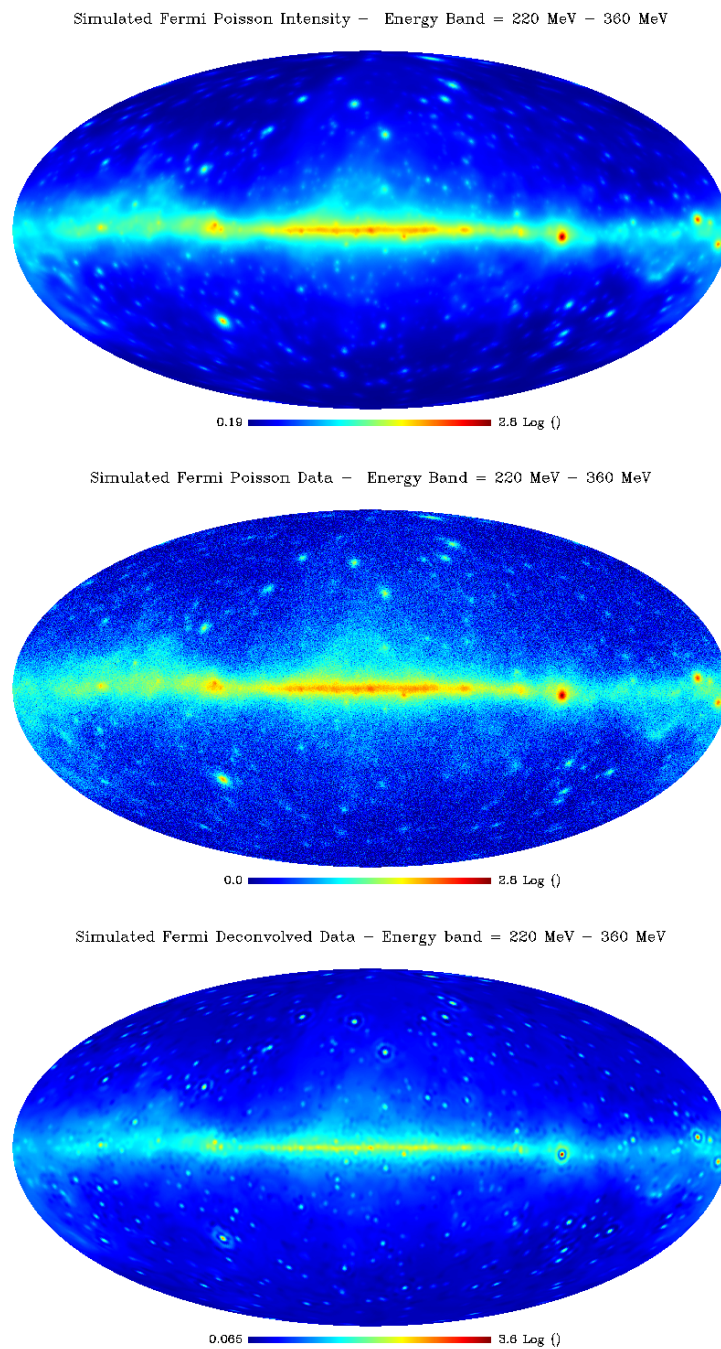 Simulated Fermi Poisson Intensity - Energy Band = 220 MeV - 360 MeV
0.19 2.8 Log ()
Simulated Fermi Poisson Data - Energy Band = 220 MeV - 360 MeV
0.0 2.8 Log ()
Simulated Fermi Deconvolved Data - Energy band = 220 MeV - 360 MeV
0.065 3.6 Log ()